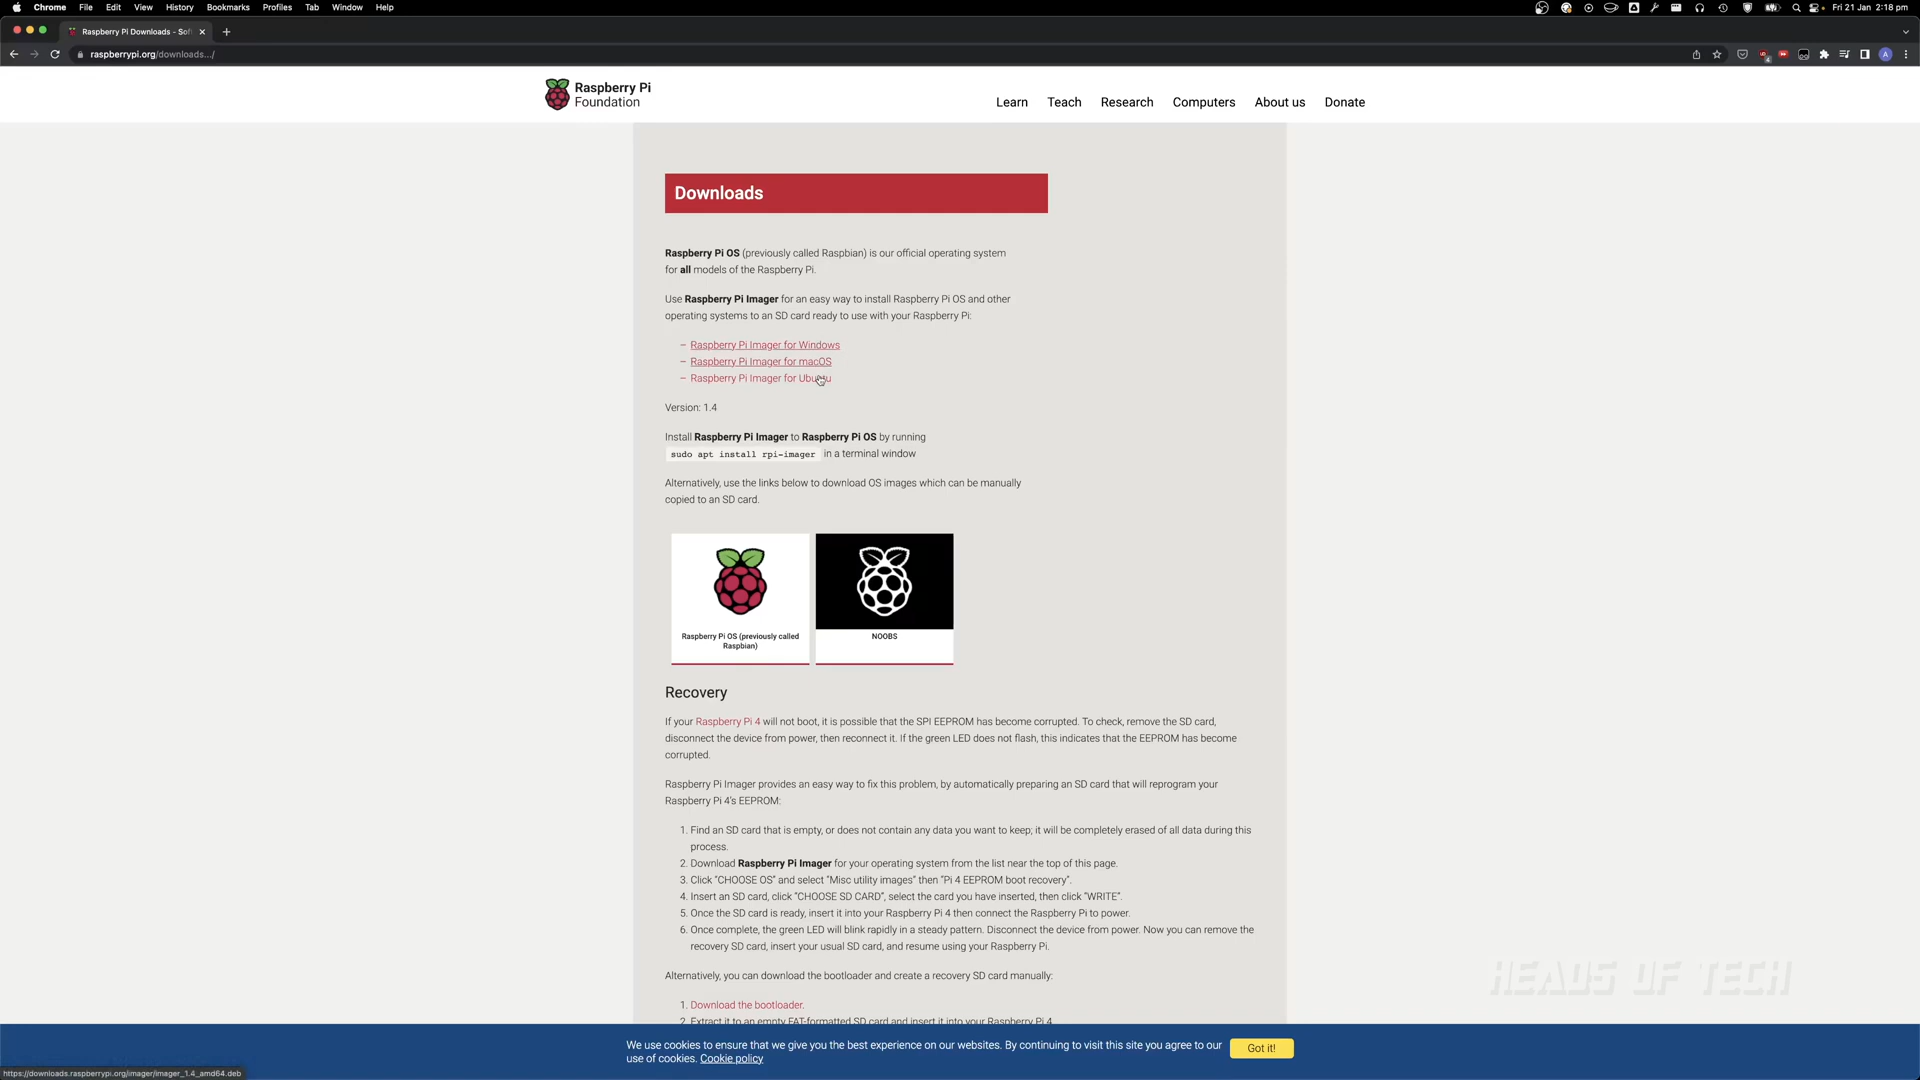 Chrome File Edit View History Bookmarks Profiles Tab Window Help
Fri 21 Jan 2:18 pm
Raspberry Pi Downloads - Sof
raspberrypi.org/downloads.../
Raspberry Pi
Foundation
Learn Teach Research Computers About us Donate
Downloads
Raspberry Pi OS (previously called Raspbian) is our official operating system
for all models of the Raspberry Pi.
Use Raspberry Pi Imager for an easy way to install Raspberry Pi OS and other
operating systems to an SD card ready to use with your Raspberry Pi:
– Raspberry Pi Imager for Windows
– Raspberry Pi Imager for macOS
– Raspberry Pi Imager for Ubuntu
Version: 1.4
Install Raspberry Pi Imager to Raspberry Pi OS by running
sudo apt install rpi-imager in a terminal window
Alternatively, use the links below to download OS images which can be manually
copied to an SD card.
Raspberry Pi OS (previously called
Raspbian)
NOOBS
Recovery
If your Raspberry Pi 4 will not boot, it is possible that the SPI EEPROM has become corrupted. To check, remove the SD card,
disconnect the device from power, then reconnect it. If the green LED does not flash, this indicates that the EEPROM has become
corrupted.
Raspberry Pi Imager provides an easy way to fix this problem, by automatically preparing an SD card that will reprogram your
Raspberry Pi 4's EEPROM:
1. Find an SD card that is empty, or does not contain any data you want to keep; it will be completely erased of all data during this
process.
2. Download Raspberry Pi Imager for your operating system from the list near the top of this page.
3. Click “CHOOSE OS” and select “Misc utility images” then “Pi 4 EEPROM boot recovery”.
4. Insert an SD card, click “CHOOSE SD CARD”, select the card you have inserted, then click “WRITE”.
5. Once the SD card is ready, insert it into your Raspberry Pi 4 then connect the Raspberry Pi to power.
6. Once complete, the green LED will blink rapidly in a steady pattern. Disconnect the device from power. Now you can remove the
recovery SD card, insert your usual SD card, and resume using your Raspberry Pi.
Alternatively, you can download the bootloader and create a recovery SD card manually:
HEADS OF TECH
1. Download the bootloader.
2. Extract it to an empty FAT-formatted SD card and insert it into your Raspberry Pi 4
We use cookies to ensure that we give you the best experience on our websites. By continuing to visit this site you agree to our
use of cookies. Cookie policy
Got it!
https://downloads.raspberrypi.org/imager/imager_1.4_amd64.deb